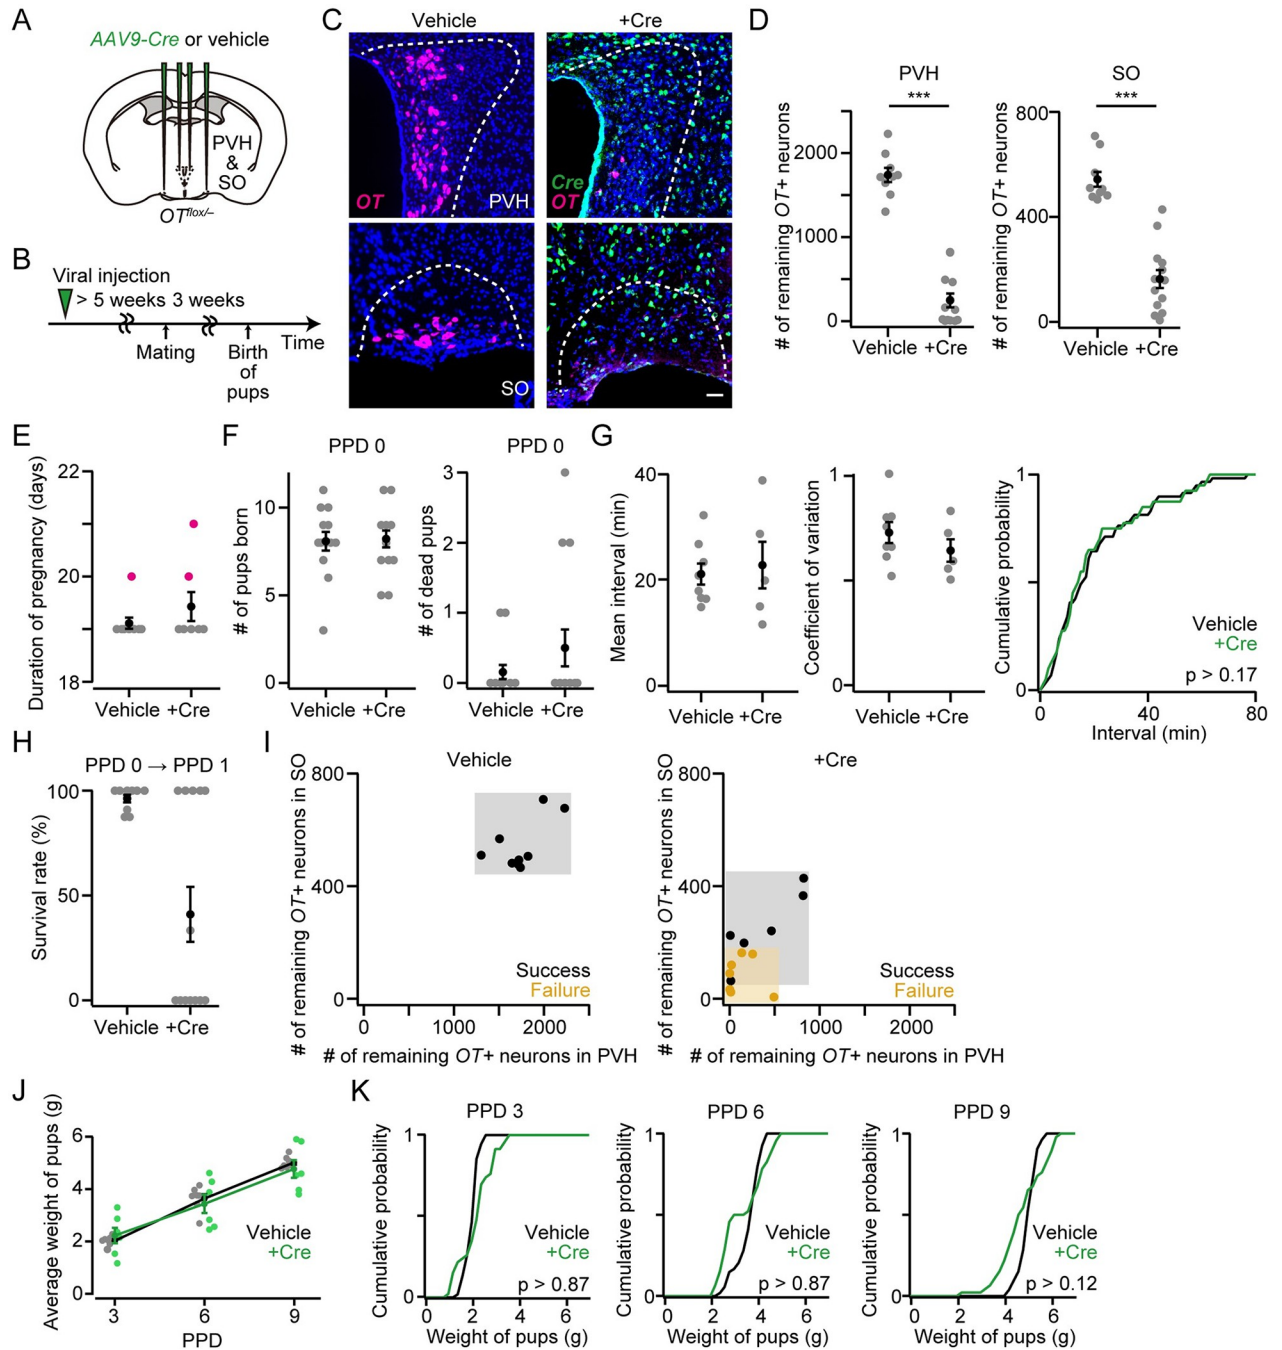 A
AAV9-Cre or vehicle
PVH
&
SO
OTflox/–
B
Viral injection
> 5 weeks 3 weeks
Mating
Birth
of
pups
Time
C
Vehicle
+Cre
OT
PVH
Cre
OT
SO
D
PVH
***
# of remaining OT+ neurons
2000
1000
0
Vehicle +Cre
SO
***
# of remaining OT+ neurons
800
400
0
Vehicle +Cre
E
Duration of pregnancy (days)
22
20
18
Vehicle +Cre
F
PPD 0
# of pups born
10
5
0
Vehicle +Cre
PPD 0
# of dead pups
3
2
1
0
Vehicle +Cre
G
Mean interval (min)
40
20
0
Vehicle +Cre
Coefficient of variation
1
0
Vehicle +Cre
Cumulative probability
1
0
Vehicle
+Cre
p > 0.17
0 40 80
Interval (min)
H
PPD 0 → PPD 1
Survival rate (%)
100
50
0
Vehicle +Cre
I
Vehicle
# of remaining OT+ neurons in SO
800
400
0
Success
Failure
0 1000 2000
# of remaining OT+ neurons in PVH
+Cre
# of remaining OT+ neurons in SO
800
400
0
Success
Failure
0 1000 2000
# of remaining OT+ neurons in PVH
J
Average weight of pups (g)
6
4
2
0
Vehicle
+Cre
3 6 9
PPD
K
PPD 3
Cumulative probability
1
0
Vehicle
+Cre
p > 0.87
0 2 4 6
Weight of pups (g)
PPD 6
Cumulative probability
1
0
Vehicle
+Cre
p > 0.87
0 2 4 6
Weight of pups (g)
PPD 9
Cumulative probability
1
0
Vehicle
+Cre
p > 0.12
0 2 4 6
Weight of pups (g)